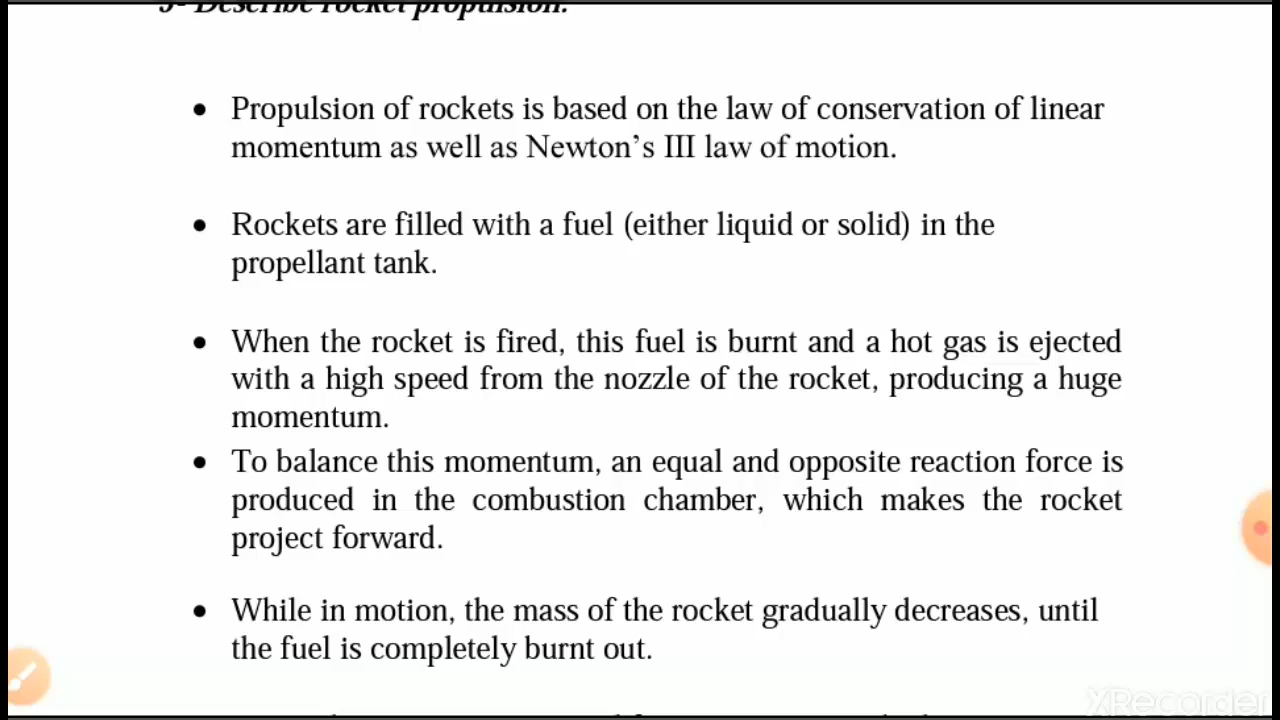 5- Describe rocket propulsion.
• Propulsion of rockets is based on the law of conservation of linear
momentum as well as Newton's III law of motion.
• Rockets are filled with a fuel (either liquid or solid) in the
propellant tank.
• When the rocket is fired, this fuel is burnt and a hot gas is ejected
with a high speed from the nozzle of the rocket, producing a huge
momentum.
• To balance this momentum, an equal and opposite reaction force is
produced in the combustion chamber, which makes the rocket
project forward.
• While in motion, the mass of the rocket gradually decreases, until
the fuel is completely burnt out.
XRecorder